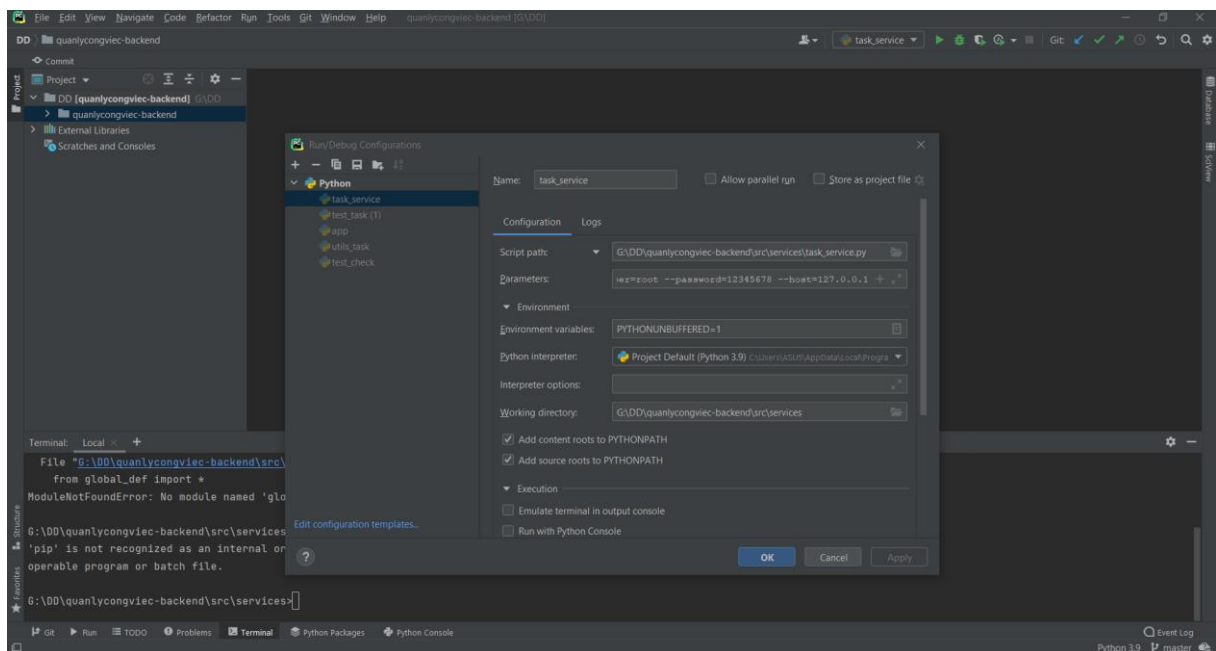 File Edit View Navigate Code Refactor Run Tools Git Window Help quanlycongviec-backend [G:\DD]
DD quanlycongviec-backend task_service Git:
Commit
Project
Project
DD [quanlycongviec-backend] G:\DD
quanlycongviec-backend
External Libraries
Scratches and Consoles
Database
SciView
Run/Debug Configurations
Python
task_service
test_task (1)
app
utils_task
test_check
Edit configuration templates...
Name: task_service Allow parallel run Store as project file
Configuration Logs
Script path: G:\DD\quanlycongviec-backend\src\services\task_service.py
Parameters: er=root --password=12345678 --host=127.0.0.1
Environment
Environment variables: PYTHONUNBUFFERED=1
Python interpreter: Project Default (Python 3.9) C:\Users\ASUS\AppData\Local\Progra
Interpreter options:
Working directory: G:\DD\quanlycongviec-backend\src\services
Add content roots to PYTHONPATH
Add source roots to PYTHONPATH
Execution
Emulate terminal in output console
Run with Python Console
? OK Cancel Apply
Terminal: Local × +
File "G:\DD\quanlycongviec-backend\src\
from global_def import *
ModuleNotFoundError: No module named 'glo
G:\DD\quanlycongviec-backend\src\services
'pip' is not recognized as an internal or
operable program or batch file.
G:\DD\quanlycongviec-backend\src\services>
Structure
Favorites
Git Run TODO Problems Terminal Python Packages Python Console Event Log
Python 3.9 master